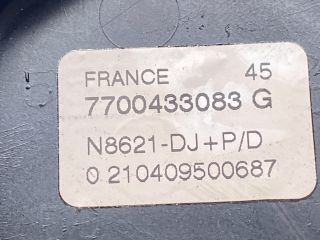 FRANCE 45
7700433083 G
N8621-DJ+P/D
0 210409500687